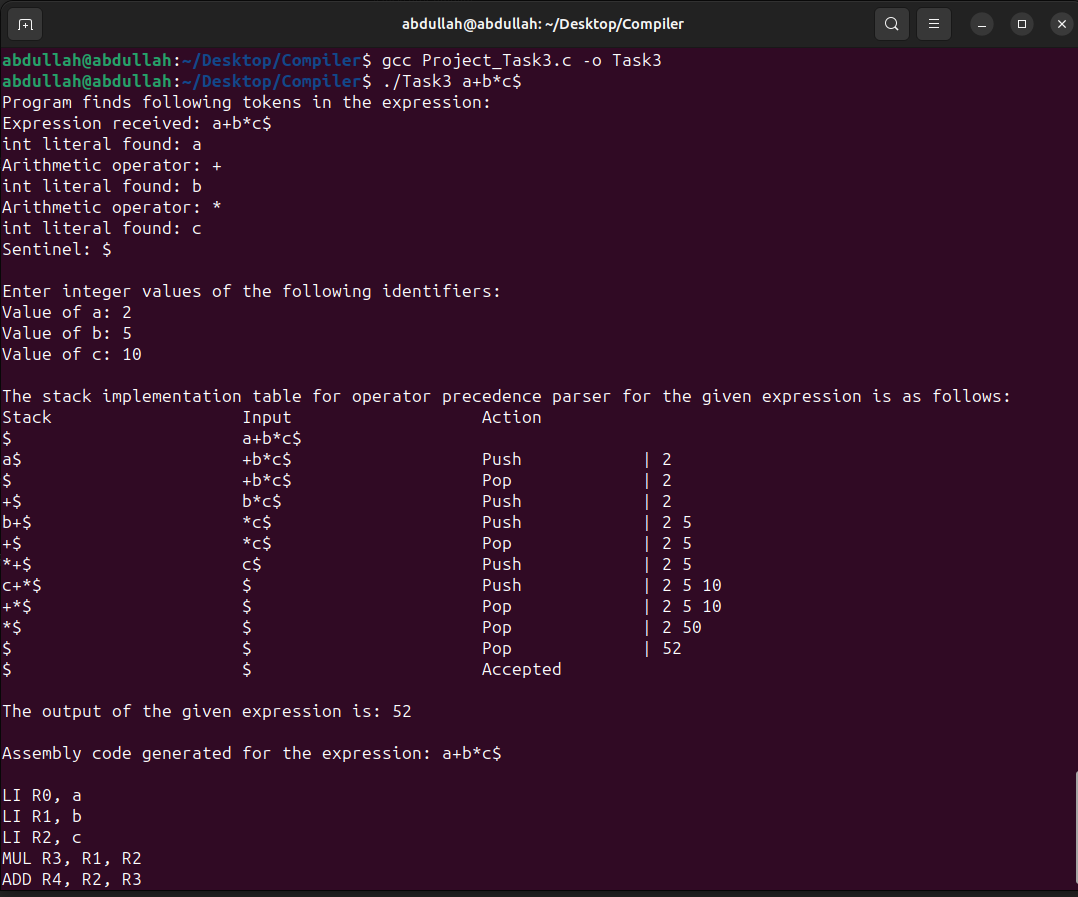 abdullah@abdullah: ~/Desktop/Compiler
abdullah@abdullah:~/Desktop/Compiler$ gcc Project_Task3.c -o Task3
abdullah@abdullah:~/Desktop/Compiler$ ./Task3 a+b*c$
Program finds following tokens in the expression:
Expression received: a+b*c$
int literal found: a
Arithmetic operator: +
int literal found: b
Arithmetic operator: *
int literal found: c
Sentinel: $

Enter integer values of the following identifiers:
Value of a: 2
Value of b: 5
Value of c: 10

The stack implementation table for operator precedence parser for the given expression is as follows:
Stack                   Input                   Action
$                       a+b*c$
a$                      +b*c$                   Push            | 2
$                       +b*c$                   Pop             | 2
+$                      b*c$                    Push            | 2
b+$                     *c$                     Push            | 2 5
+$                      *c$                     Pop             | 2 5
*+$                     c$                      Push            | 2 5
c+*$                    $                       Push            | 2 5 10
+*$                     $                       Pop             | 2 5 10
*$                      $                       Pop             | 2 50
$                       $                       Pop             | 52
$                       $                       Accepted

The output of the given expression is: 52

Assembly code generated for the expression: a+b*c$

LI R0, a
LI R1, b
LI R2, c
MUL R3, R1, R2
ADD R4, R2, R3